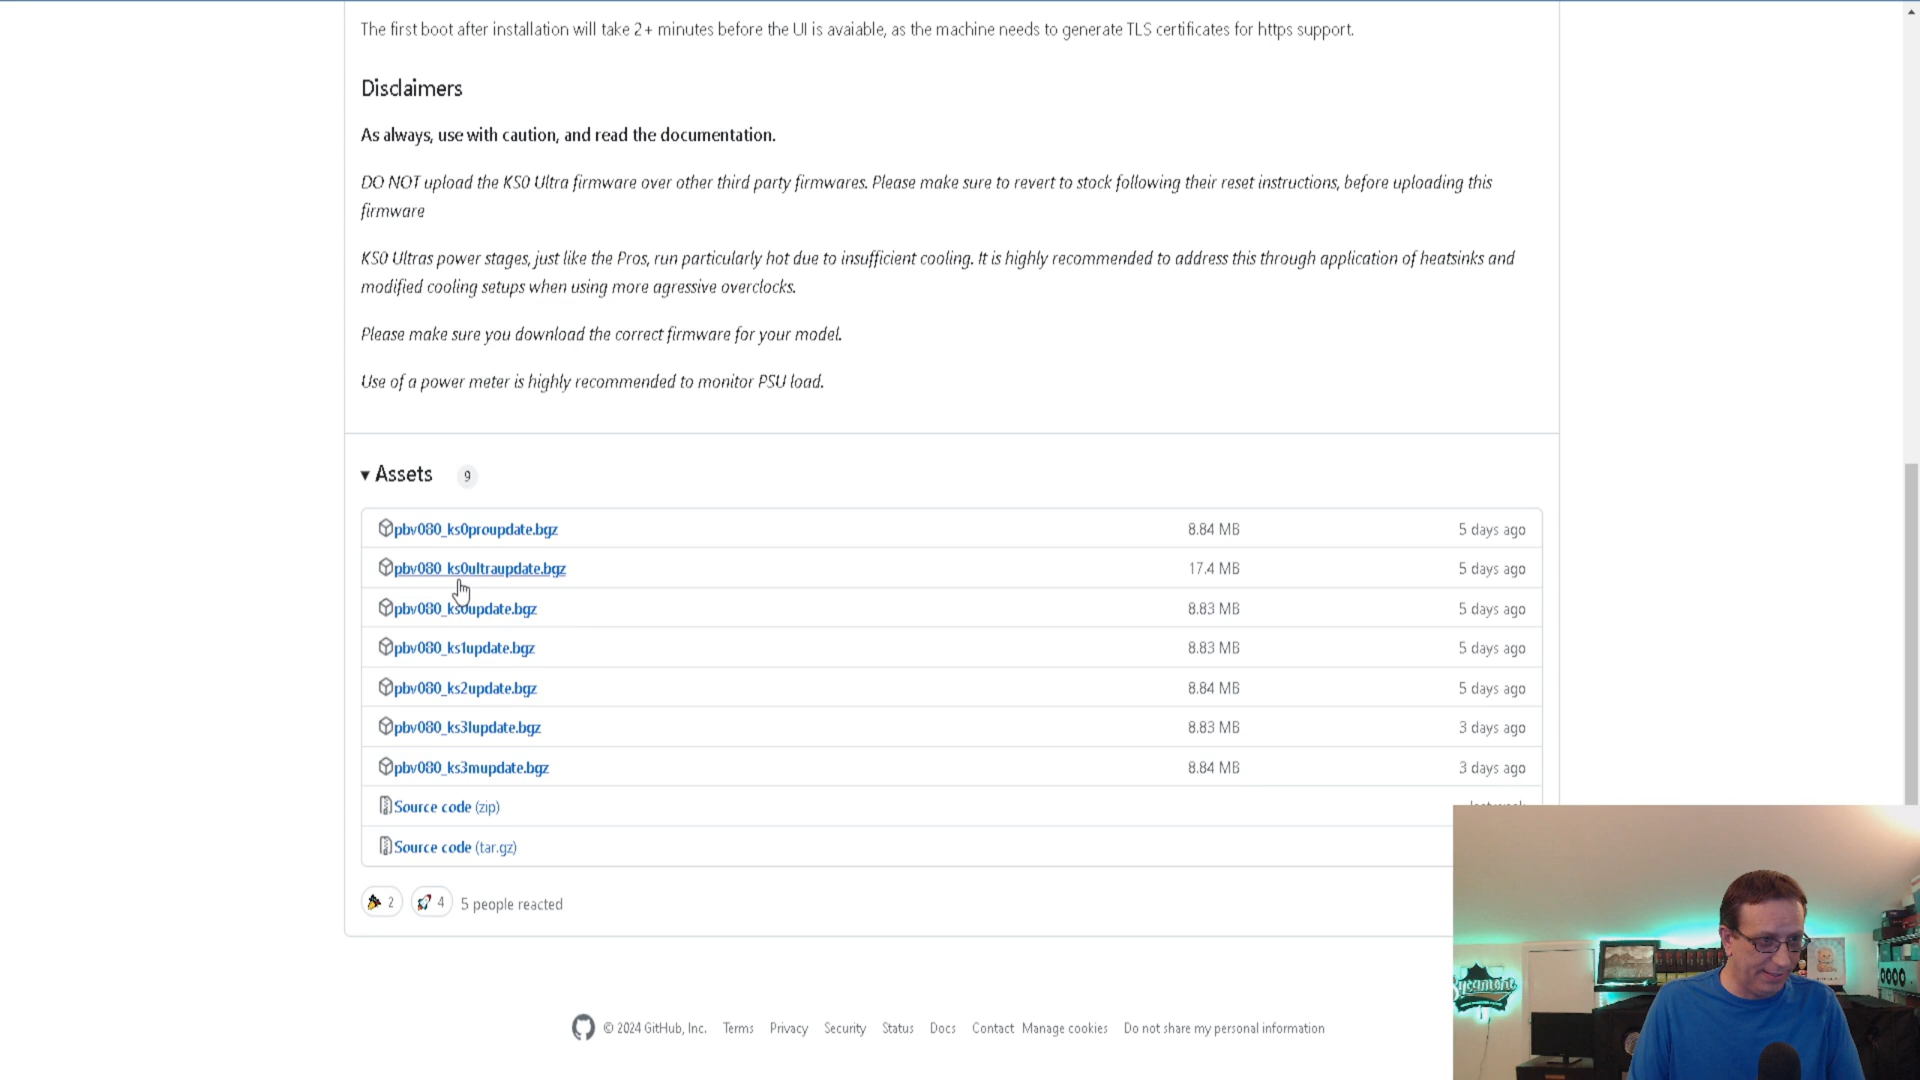 The first boot after installation will take 2+ minutes before the UI is avaiable, as the machine needs to generate TLS certificates for https support.
Disclaimers
As always, use with caution, and read the documentation.
DO NOT upload the KS0 Ultra firmware over other third party firmwares. Please make sure to revert to stock following their reset instructions, before uploading this
firmware
KS0 Ultras power stages, just like the Pros, run particularly hot due to insufficient cooling. It is highly recommended to address this through application of heatsinks and
modified cooling setups when using more agressive overclocks.
Please make sure you download the correct firmware for your model.
Use of a power meter is highly recommended to monitor PSU load.
Assets 9
pbv080_ks0proupdate.bgz 8.84 MB 5 days ago
pbv080_ks0ultraupdate.bgz 17.4 MB 5 days ago
pbv080_ks0update.bgz 8.83 MB 5 days ago
pbv080_ks1update.bgz 8.83 MB 5 days ago
pbv080_ks2update.bgz 8.84 MB 5 days ago
pbv080_ks3lupdate.bgz 8.83 MB 3 days ago
pbv080_ks3mupdate.bgz 8.84 MB 3 days ago
Source code (zip)
Source code (tar.gz)
2 4 5 people reacted
© 2024 GitHub, Inc. Terms Privacy Security Status Docs Contact Manage cookies Do not share my personal information